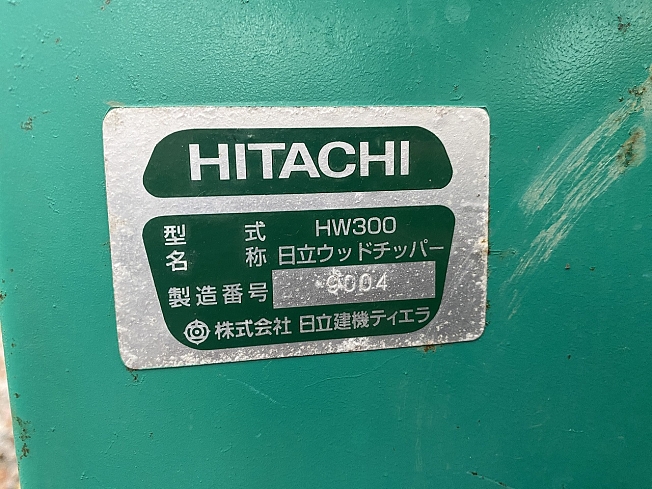 HITACHI
型式 HW300
名称 日立ウッドチッパー
製造番号 9004
株式会社 日立建機ティエラ